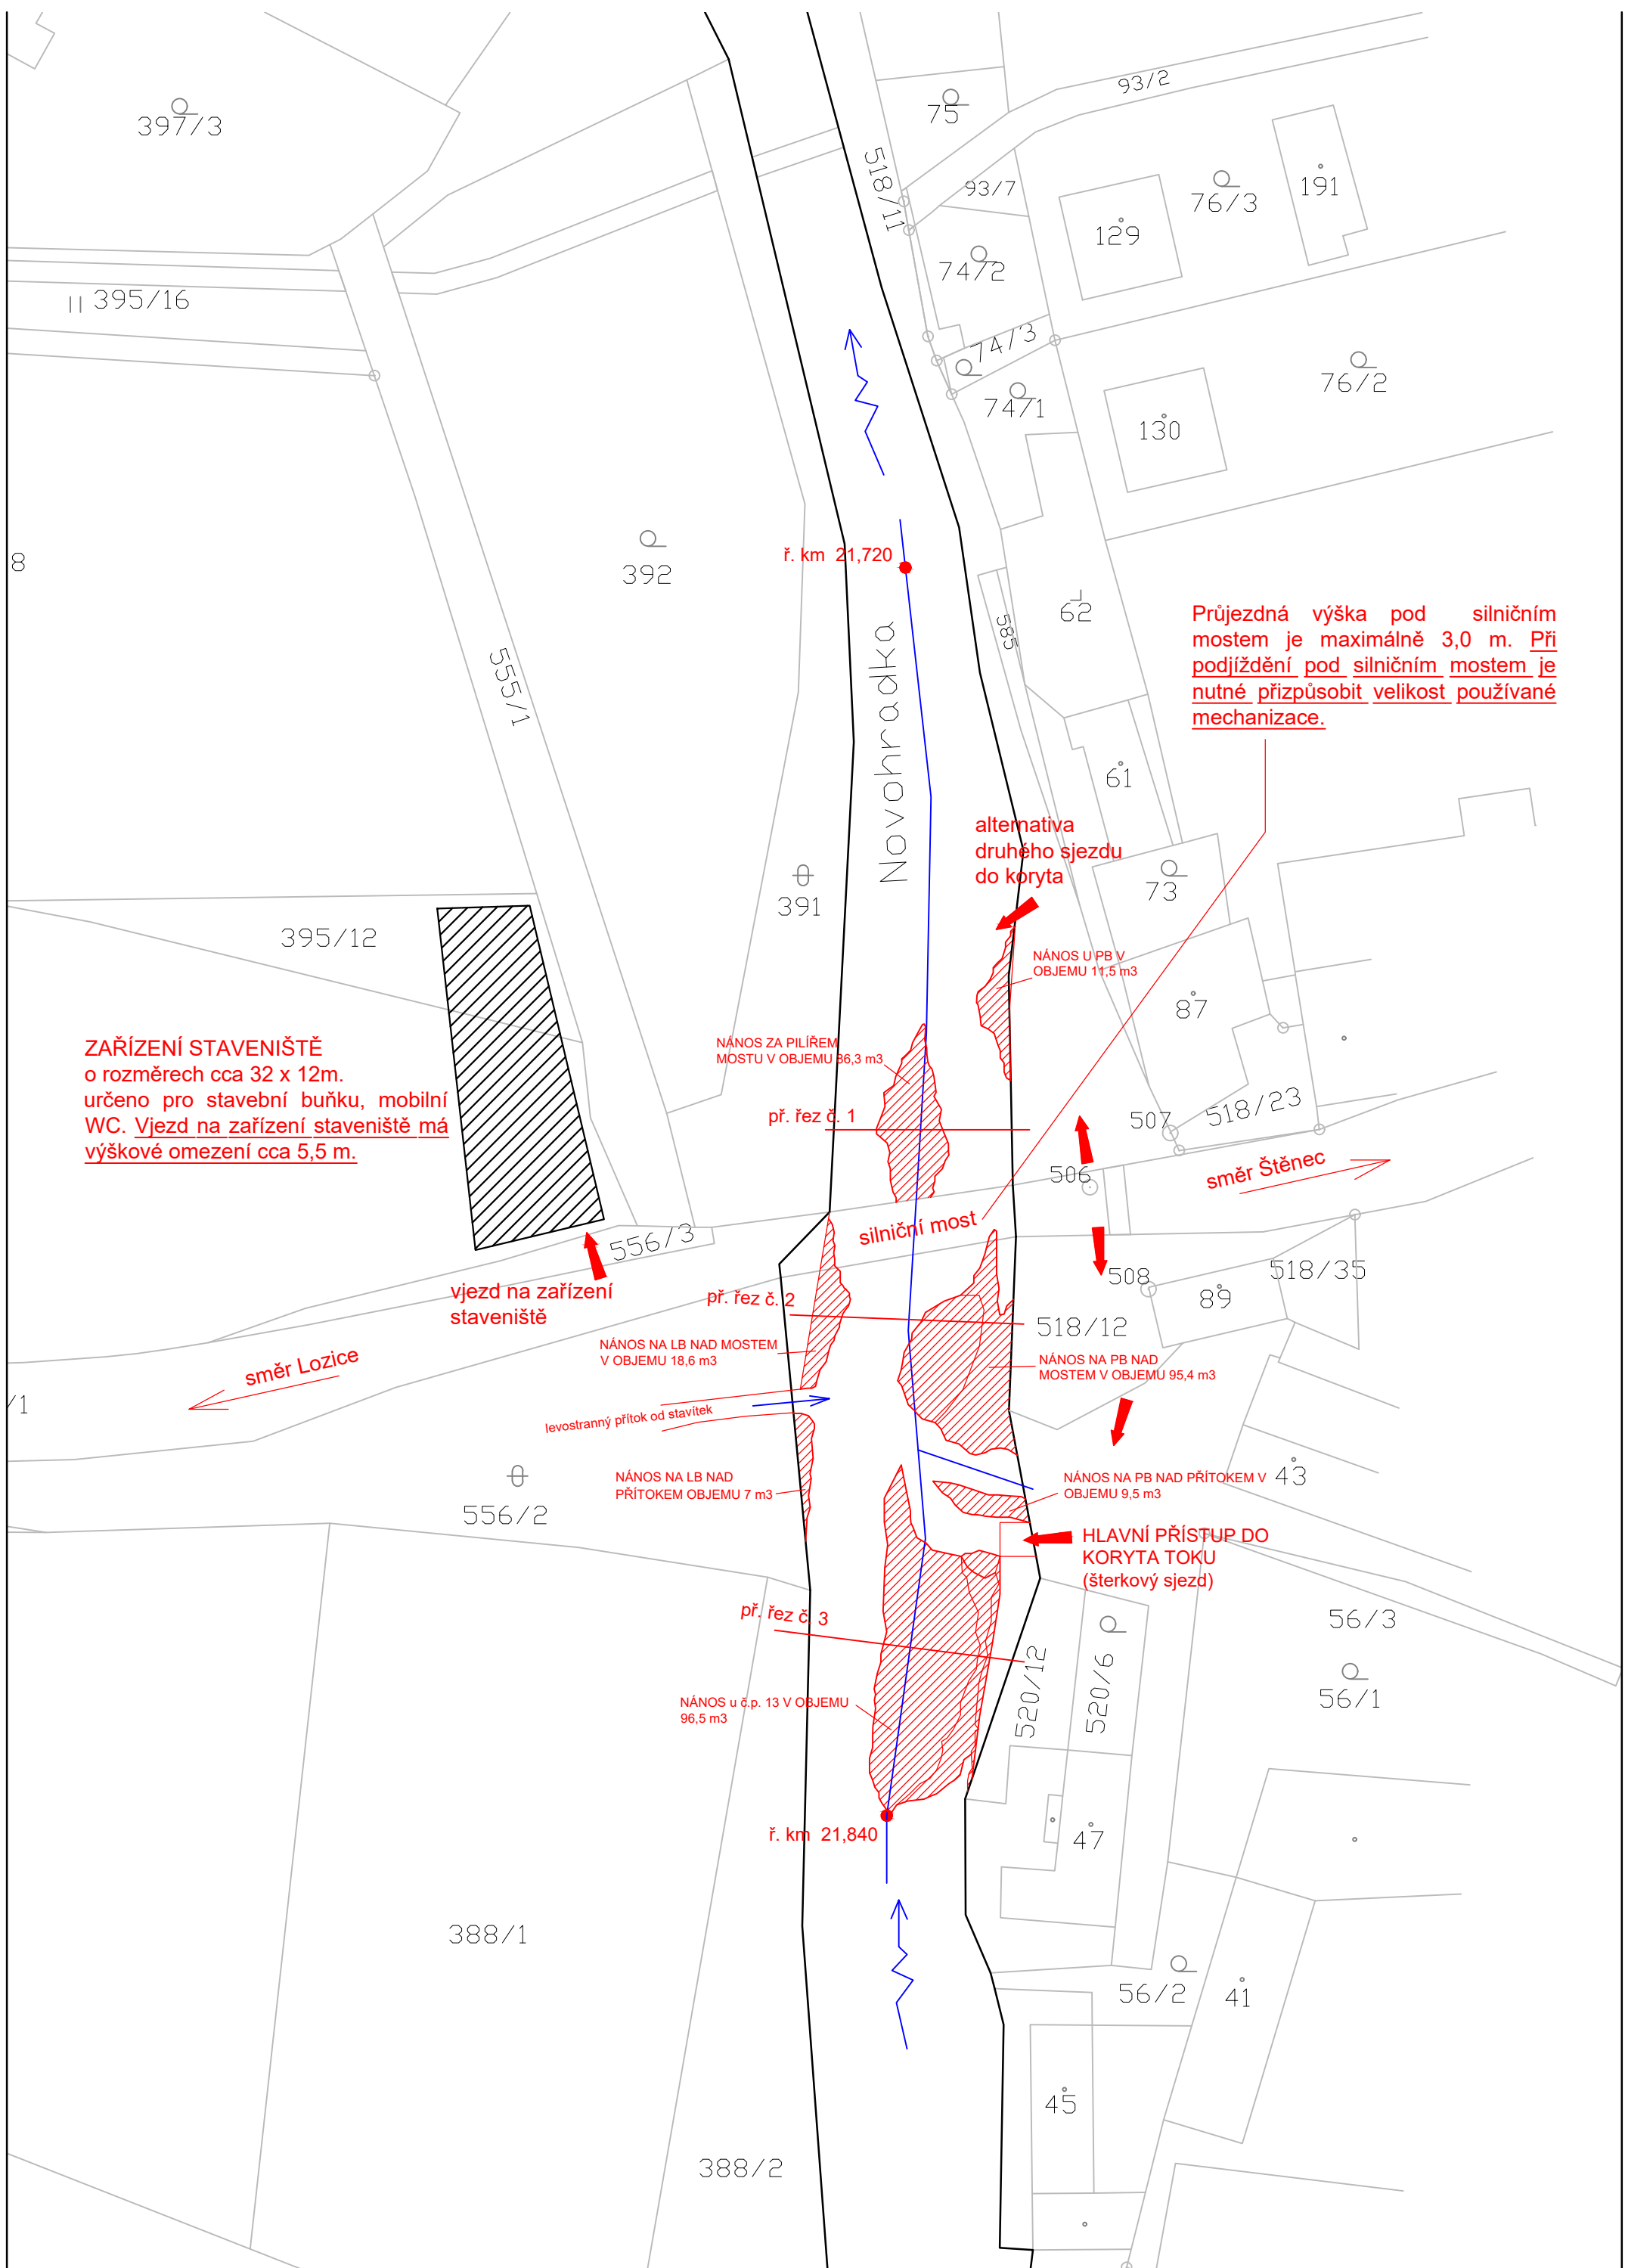 397/3
75
93/2
518/11
93/7
76/3
191
129
74/2
395/16
74/3
76/2
74/1
130
8
ř. km 21,720
392
62
585
Průjezdná výška pod silničním
mostem je maximálně 3,0 m. Při
podjíždění pod silničním mostem je
nutné přizpůsobit velikost používané
mechanizace.
555/1
Novohradka
61
alternativa
druhého sjezdu
do koryta
73
391
395/12
NÁNOS U PB V
OBJEMU 11,5 m3
87
ZAŘÍZENÍ STAVENIŠTĚ
o rozměrech cca 32 x 12m.
určeno pro stavební buňku, mobilní
WC. Vjezd na zařízení staveniště má
výškové omezení cca 5,5 m.
NÁNOS ZA PILÍŘEM
MOSTU V OBJEMU 36,3 m3
př. řez č. 1
507
518/23
506
směr Štěnec
silniční most
556/3
508
518/35
89
vjezd na zařízení
staveniště
př. řez č. 2
518/12
NÁNOS NA LB NAD MOSTEM
V OBJEMU 18,6 m3
NÁNOS NA PB NAD
MOSTEM V OBJEMU 95,4 m3
směr Lozice
/1
levostranný přítok od stavítek
NÁNOS NA LB NAD
PŘÍTOKEM OBJEMU 7 m3
NÁNOS NA PB NAD PŘÍTOKEM V
OBJEMU 9,5 m3
43
556/2
HLAVNÍ PŘÍSTUP DO
KORYTA TOKU
(šterkový sjezd)
př. řez č. 3
56/3
520/12
520/6
56/1
NÁNOS u č.p. 13 V OBJEMU
96,5 m3
ř. km 21,840
47
388/1
56/2
41
45
388/2